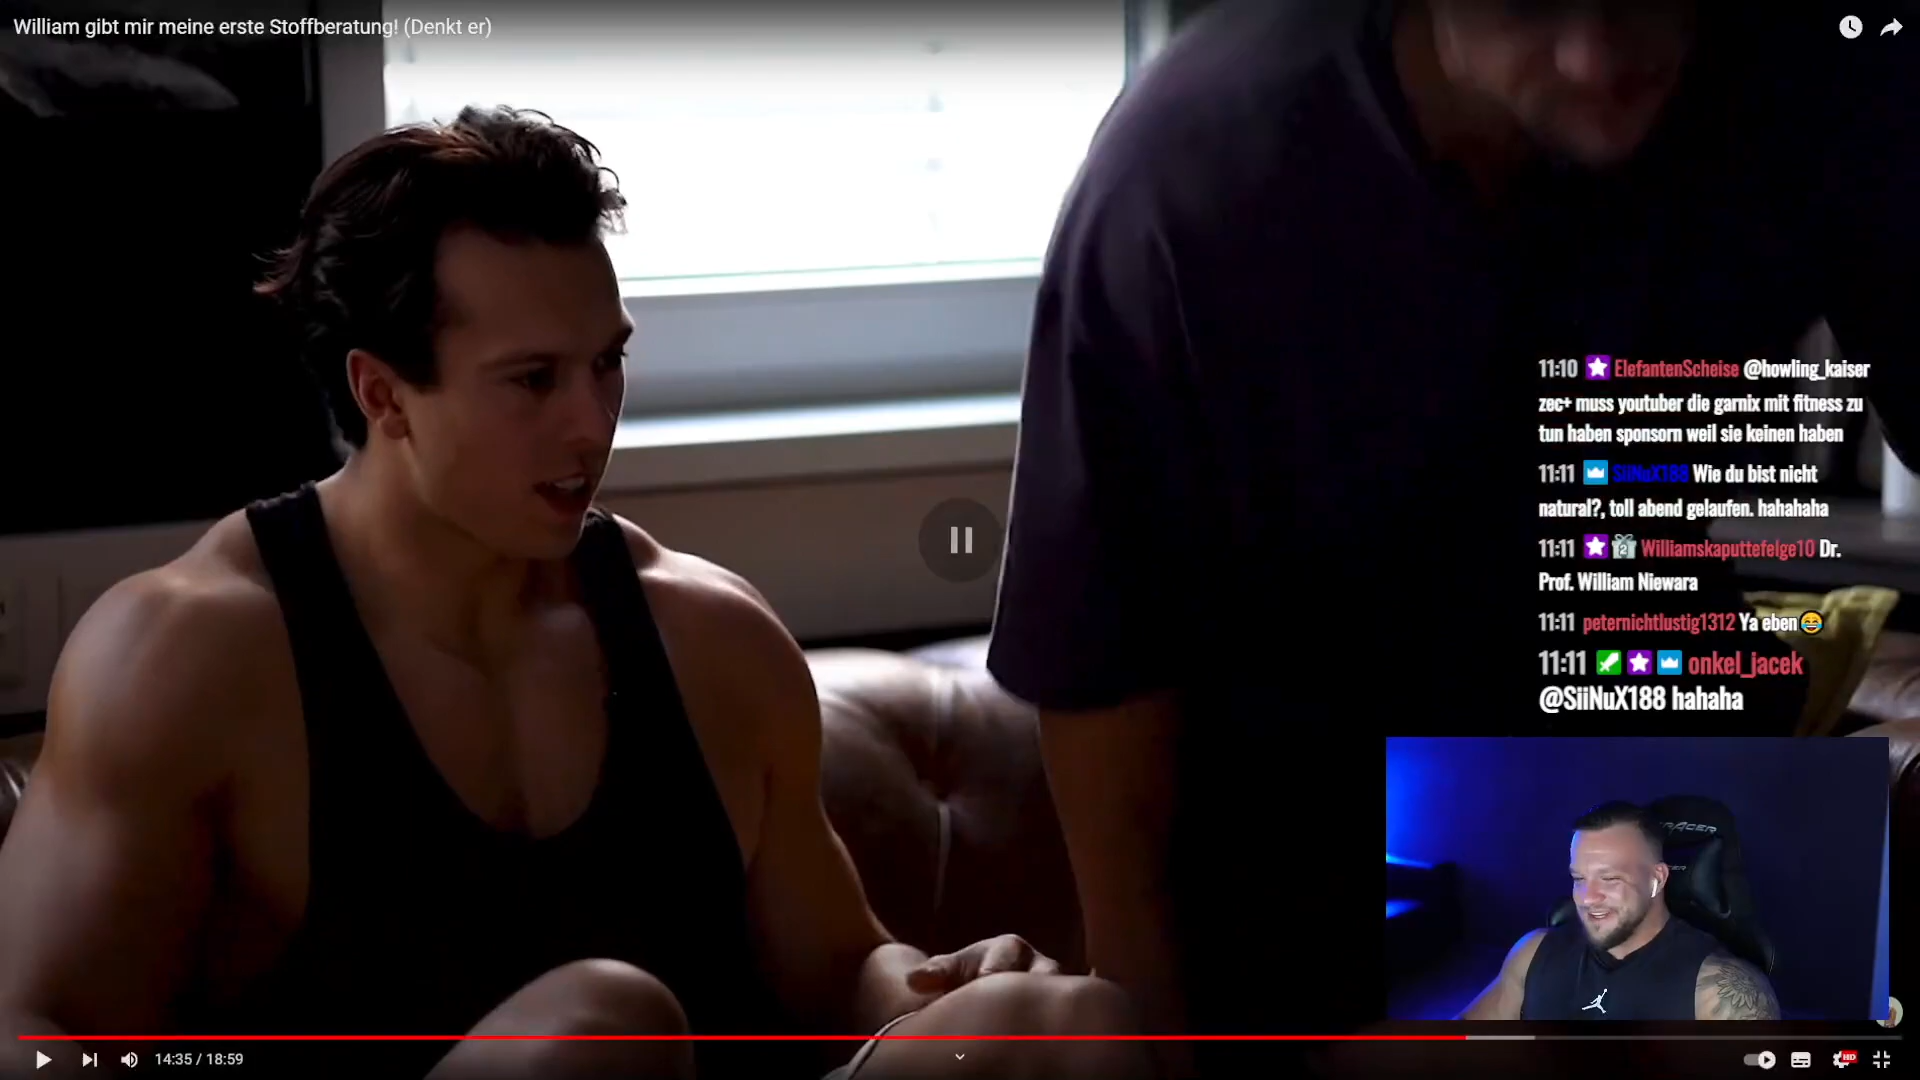 William gibt mir meine erste Stoffberatung! (Denkt er)
11:10 ElefantenScheise @howling_kaiser
zec+ muss youtuber die garnix mit fitness zu
tun haben sponsorn weil sie keinen haben
11:11 SiiNuX188 Wie du bist nicht
natural?, toll abend gelaufen. hahahaha
11:11 2 Williamskaputtefelge10 Dr.
Prof. William Niewara
11:11 peternichtlustig1312 Ya eben😂
11:11 onkel_jacek
@SiiNuX188 hahaha
14:35 / 18:59
HD